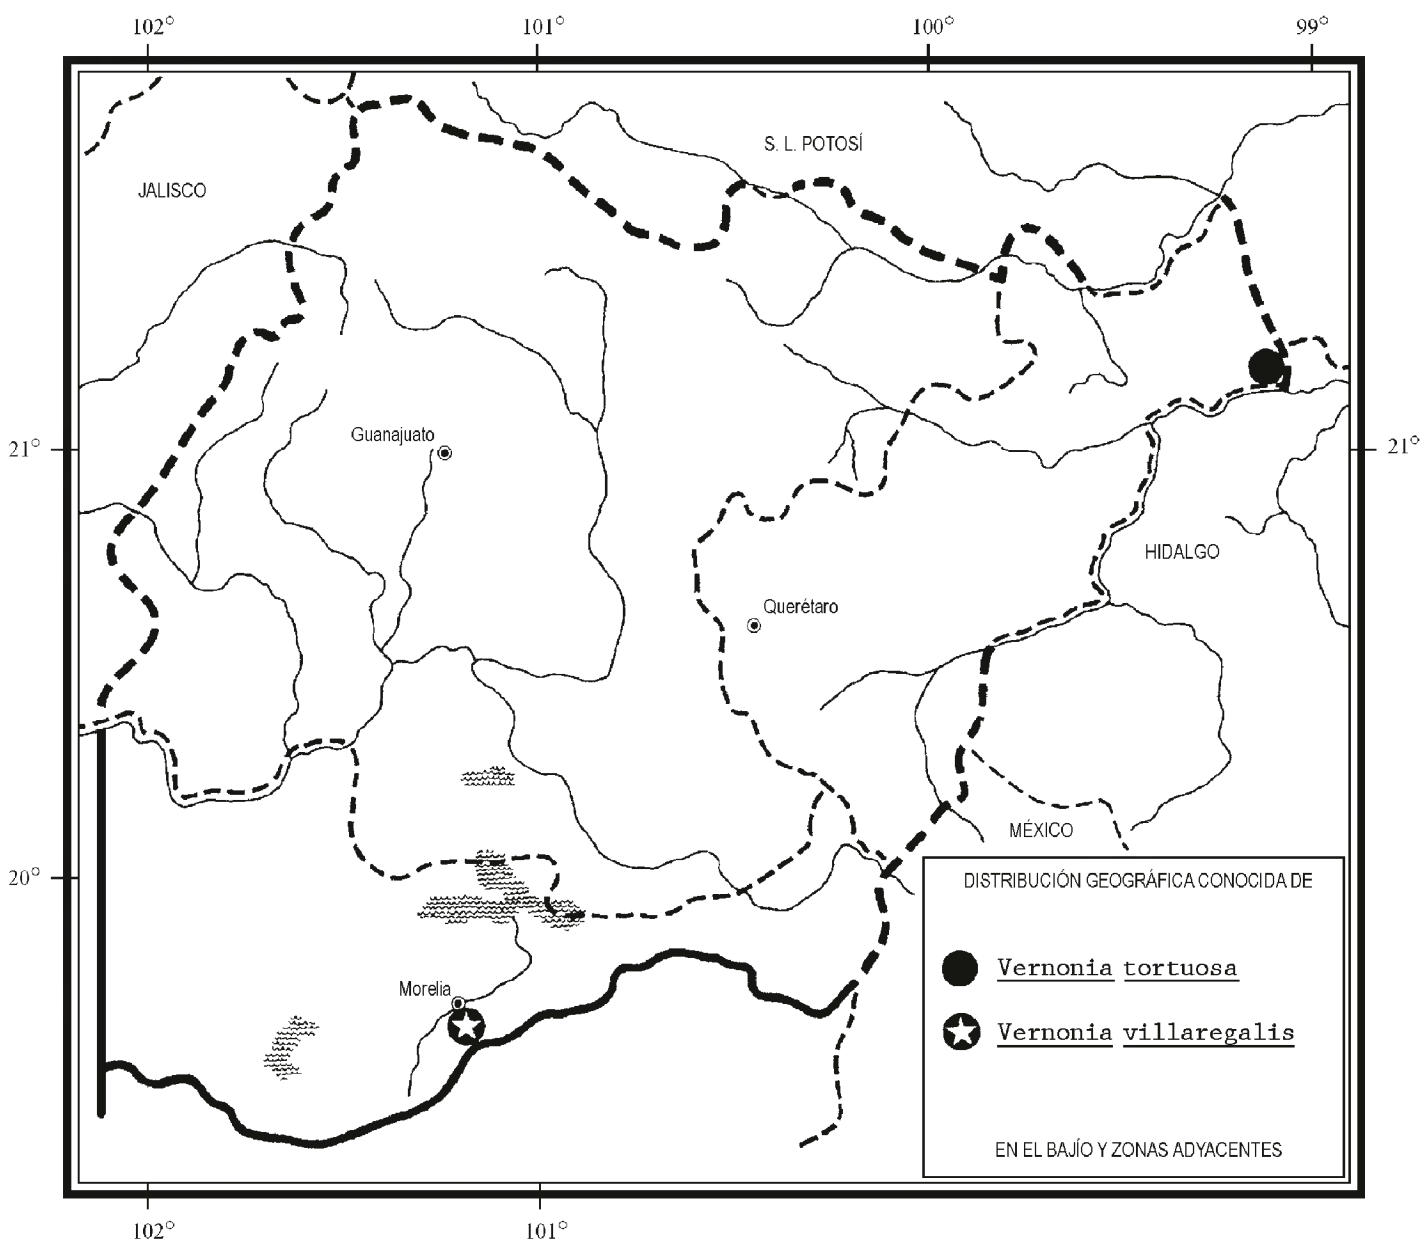 102° 101° 100° 99°
S. L. POTOSÍ
JALISCO
Guanajuato
21° 21°
HIDALGO
Querétaro
MÉXICO
20°
DISTRIBUCIÓN GEOGRÁFICA CONOCIDA DE
Vernonia tortuosa
Morelia
Vernonia villaregalis
EN EL BAJÍO Y ZONAS ADYACENTES
102° 101°